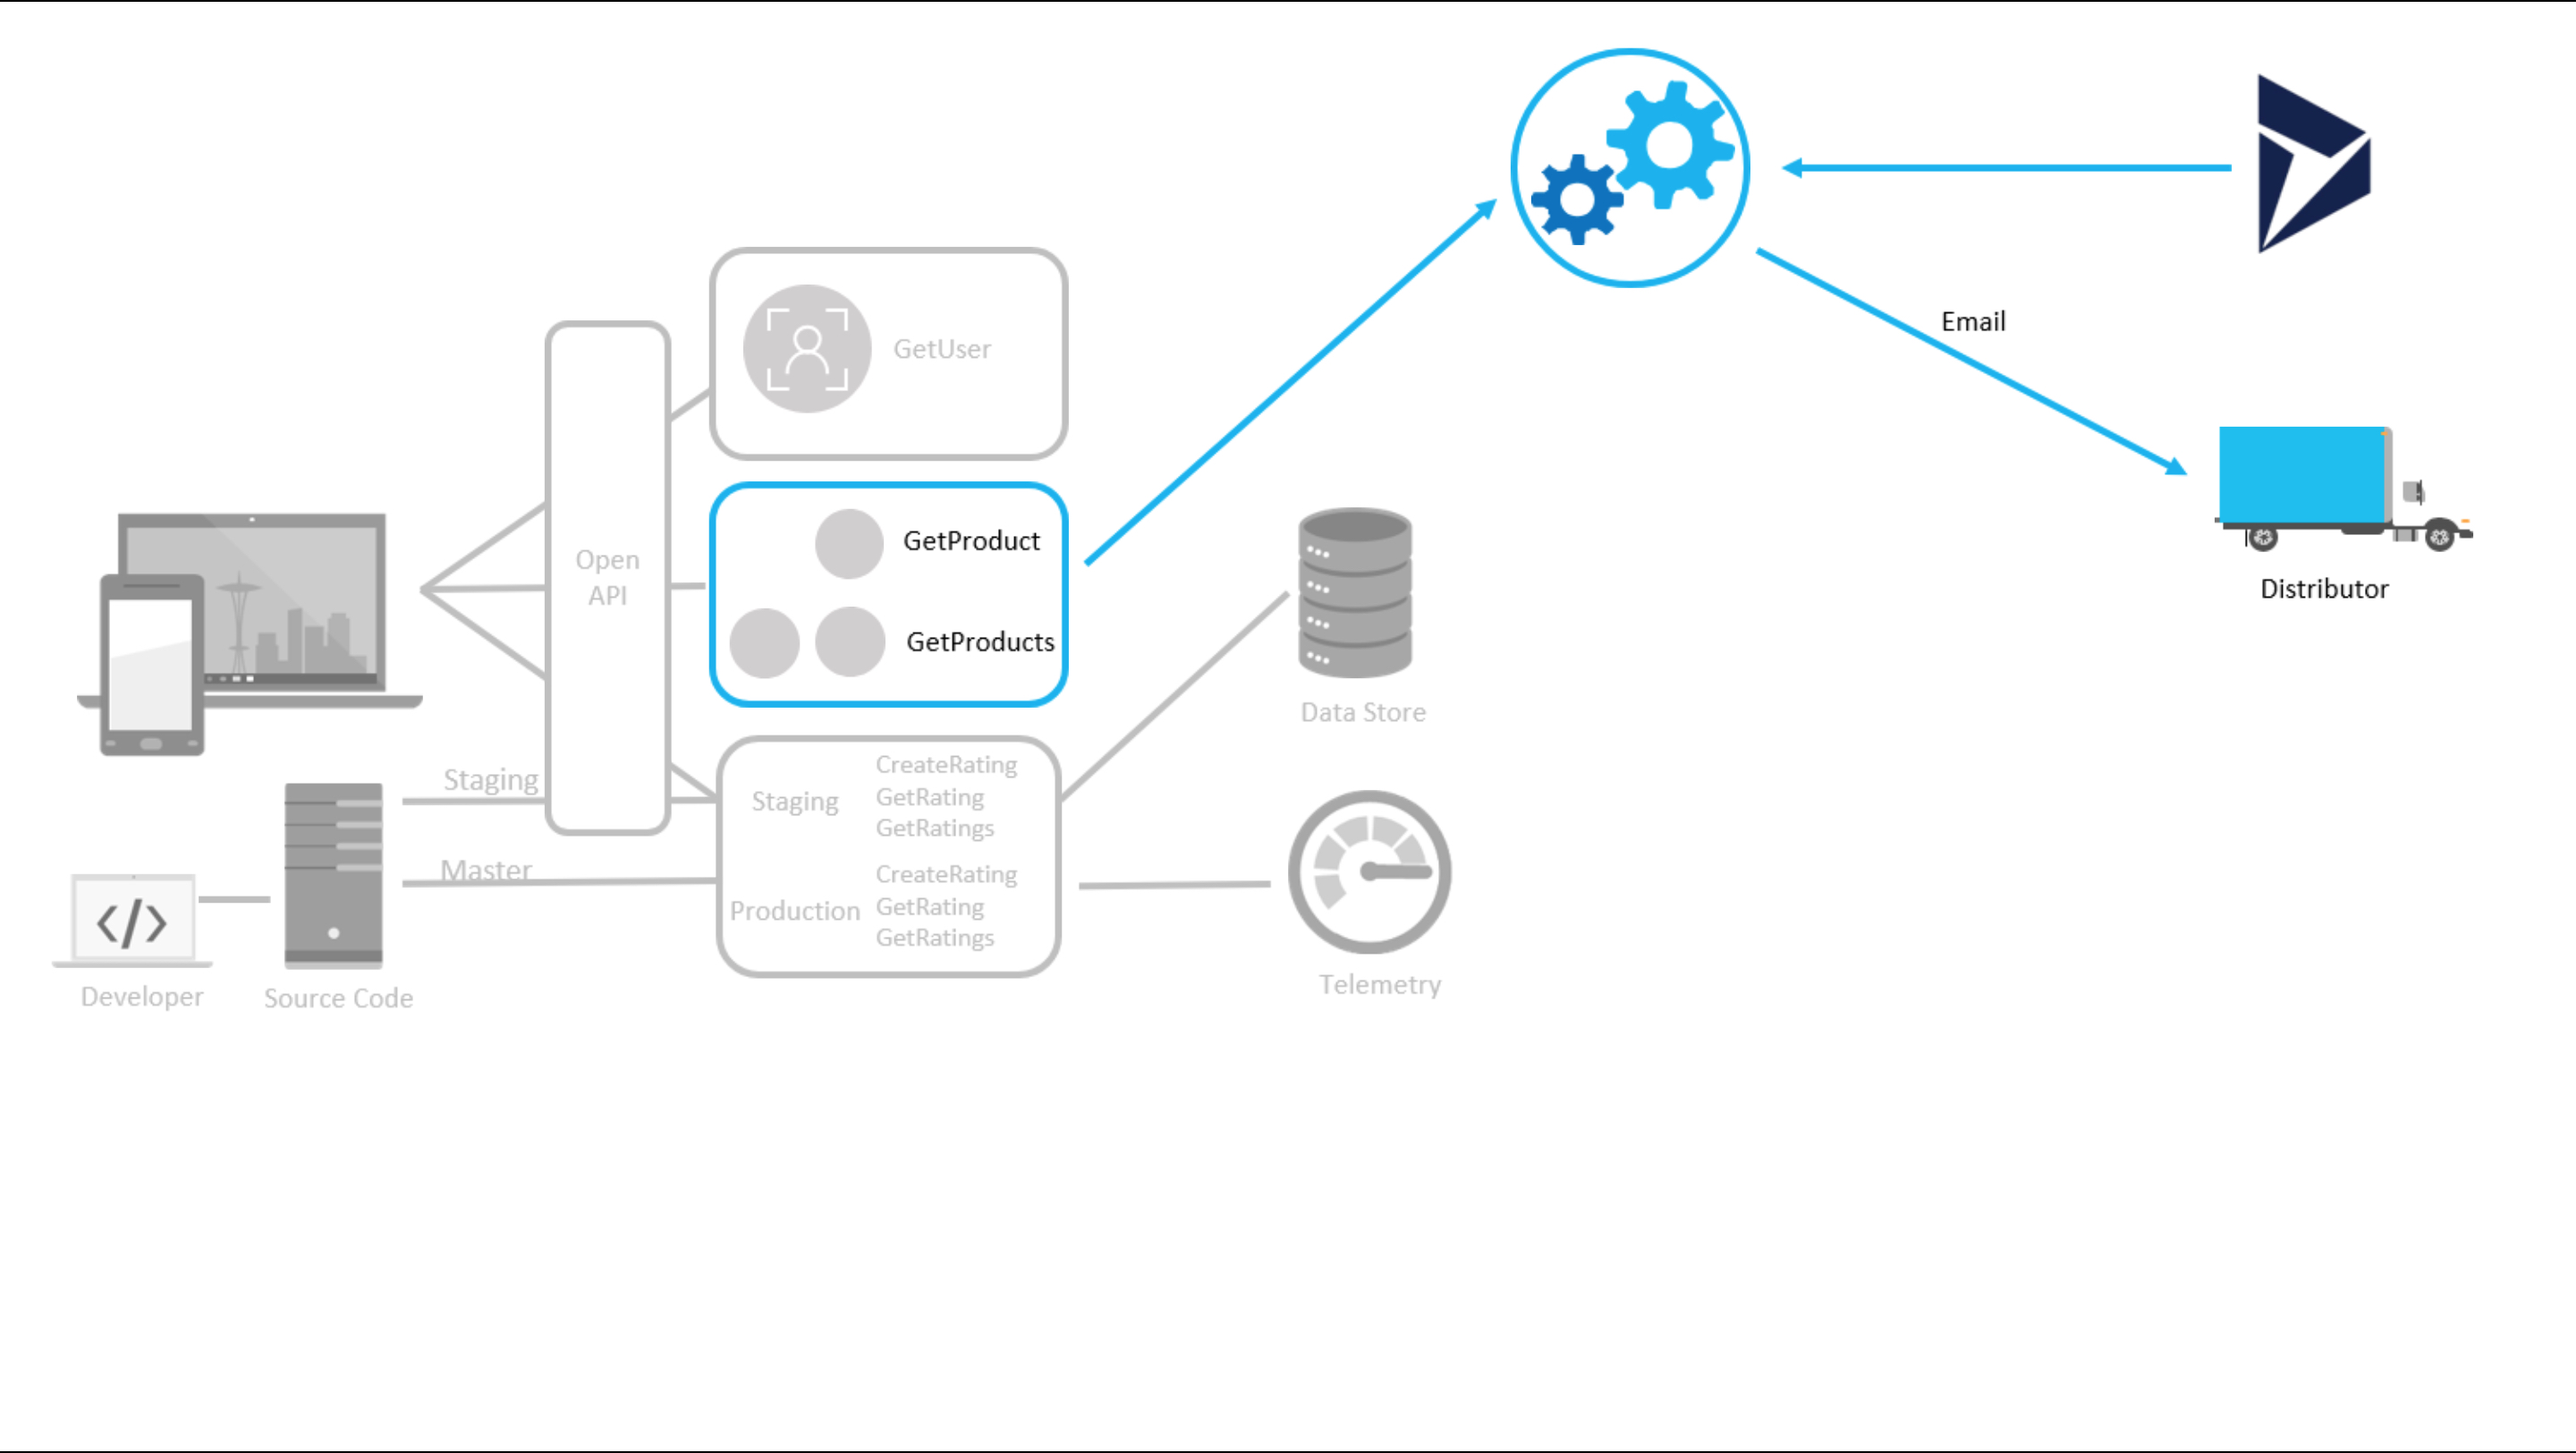 Email
GetUser
Open
API
GetProduct
Distributor
GetProducts
Data Store
Staging
Staging
CreateRating
GetRating
GetRatings
Master
Production
CreateRating
GetRating
GetRatings
</>
Developer
Source Code
Telemetry